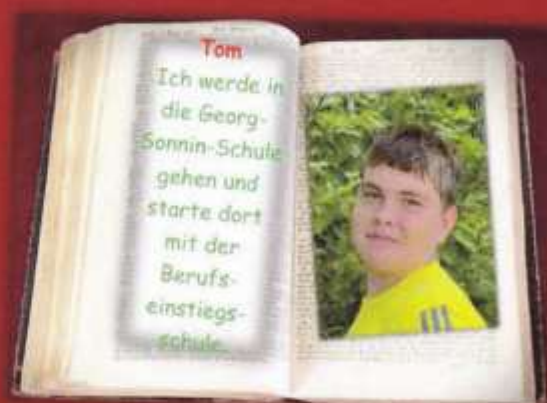 Tom
Ich werde in
die Georg-
Sonnin-Schule
gehen und
starte dort
mit der
Berufs-
einstiegs-
schule.